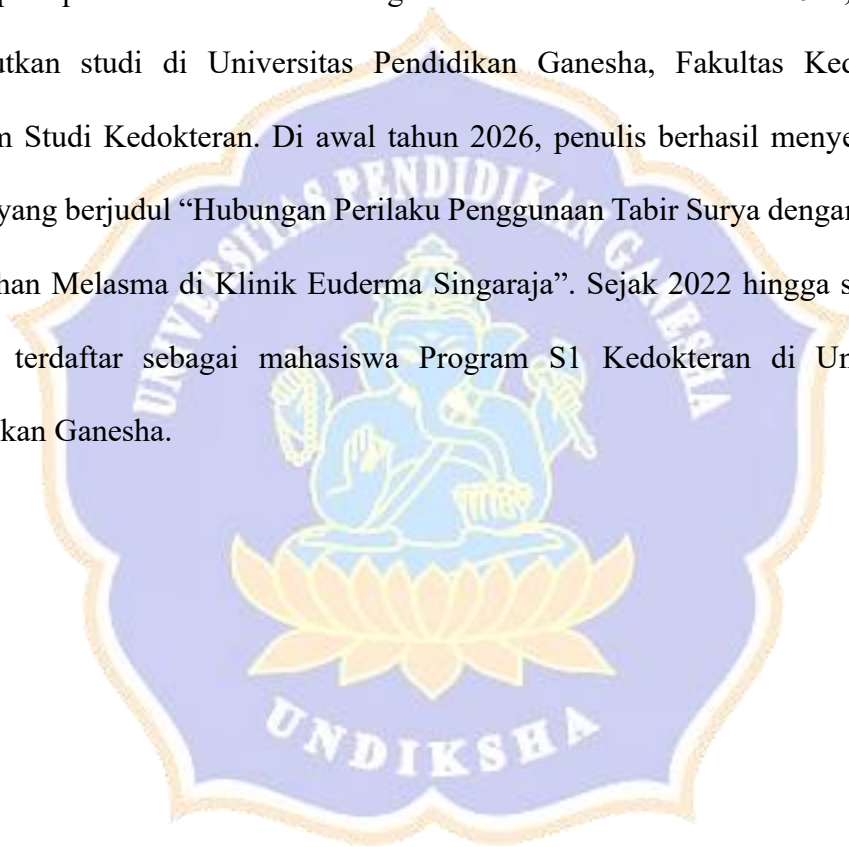 utkan studi di Universitas Pendidikan Ganesha, Fakultas Ked
m Studi Kedokteran. Di awal tahun 2026, penulis berhasil menye
yang berjudul “Hubungan Perilaku Penggunaan Tabir Surya dengan
han Melasma di Klinik Euderma Singaraja”. Sejak 2022 hingga s
terdaftar sebagai mahasiswa Program S1 Kedokteran di Un
kan Ganesha.
UNIVERSITAS PENDIDIKAN GANESHA
UNDIKSHA